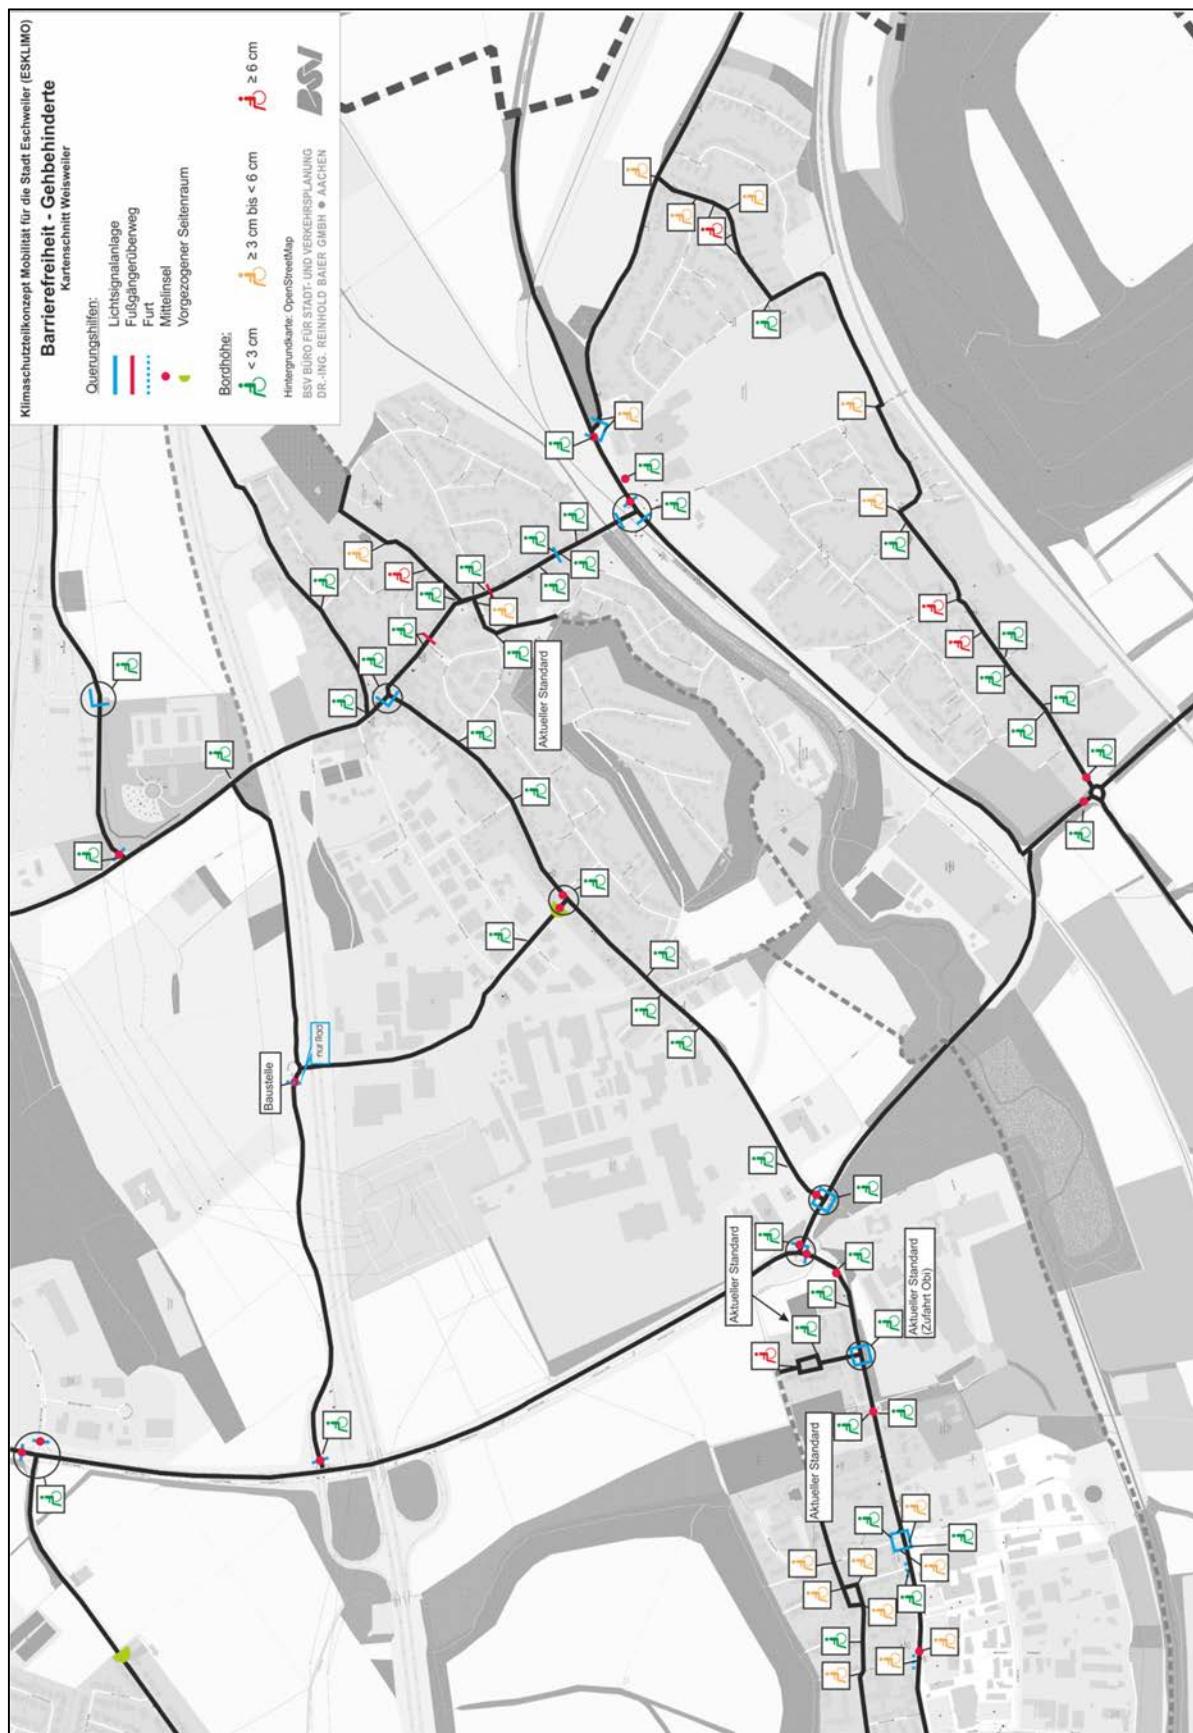 Klimaschutzteilkonzept Mobilität für die Stadt Eschweiler (ESKLIMO)
Barrierefreiheit - Gehbehinderte
Kartenschnitt Weisweiler
Querungshilfen:
Lichtsignalanlage
Fußgängerüberweg
Furt
Mittelinsel
Vorgezogener Seitenraum
Bordhöhe:
< 3 cm
≥ 3 cm bis < 6 cm
≥ 6 cm
Hintergrundkarte: OpenStreetMap
BSV BÜRO FÜR STADT- UND VERKEHRSPLANUNG
DR.-ING. REINHOLD BAIER GMBH ● AACHEN
BSV
Aktueller Standard
Baustelle
nur Rad
Aktueller Standard
Aktueller Standard
(Zufahrt Obi)
Aktueller Standard